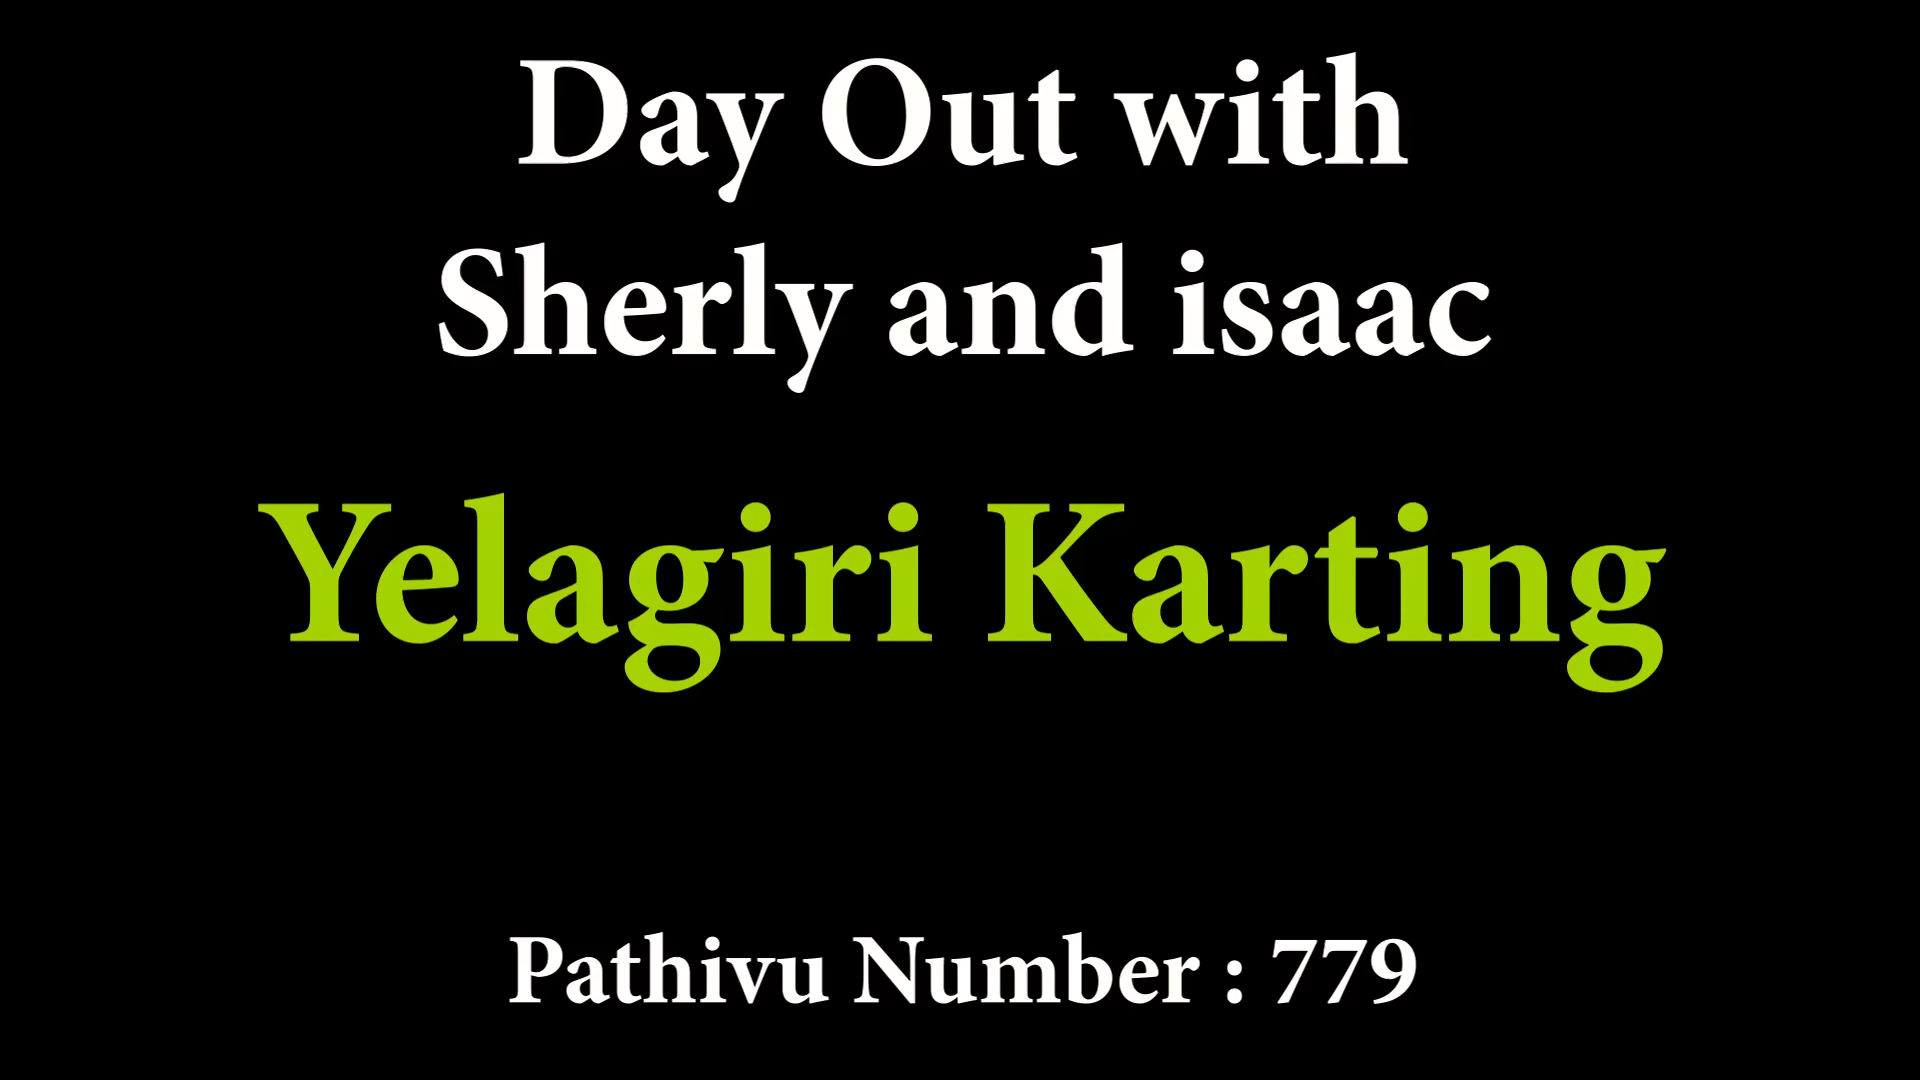 Day Out with
Sherly and isaac
Yelagiri Karting
Pathivu Number : 779